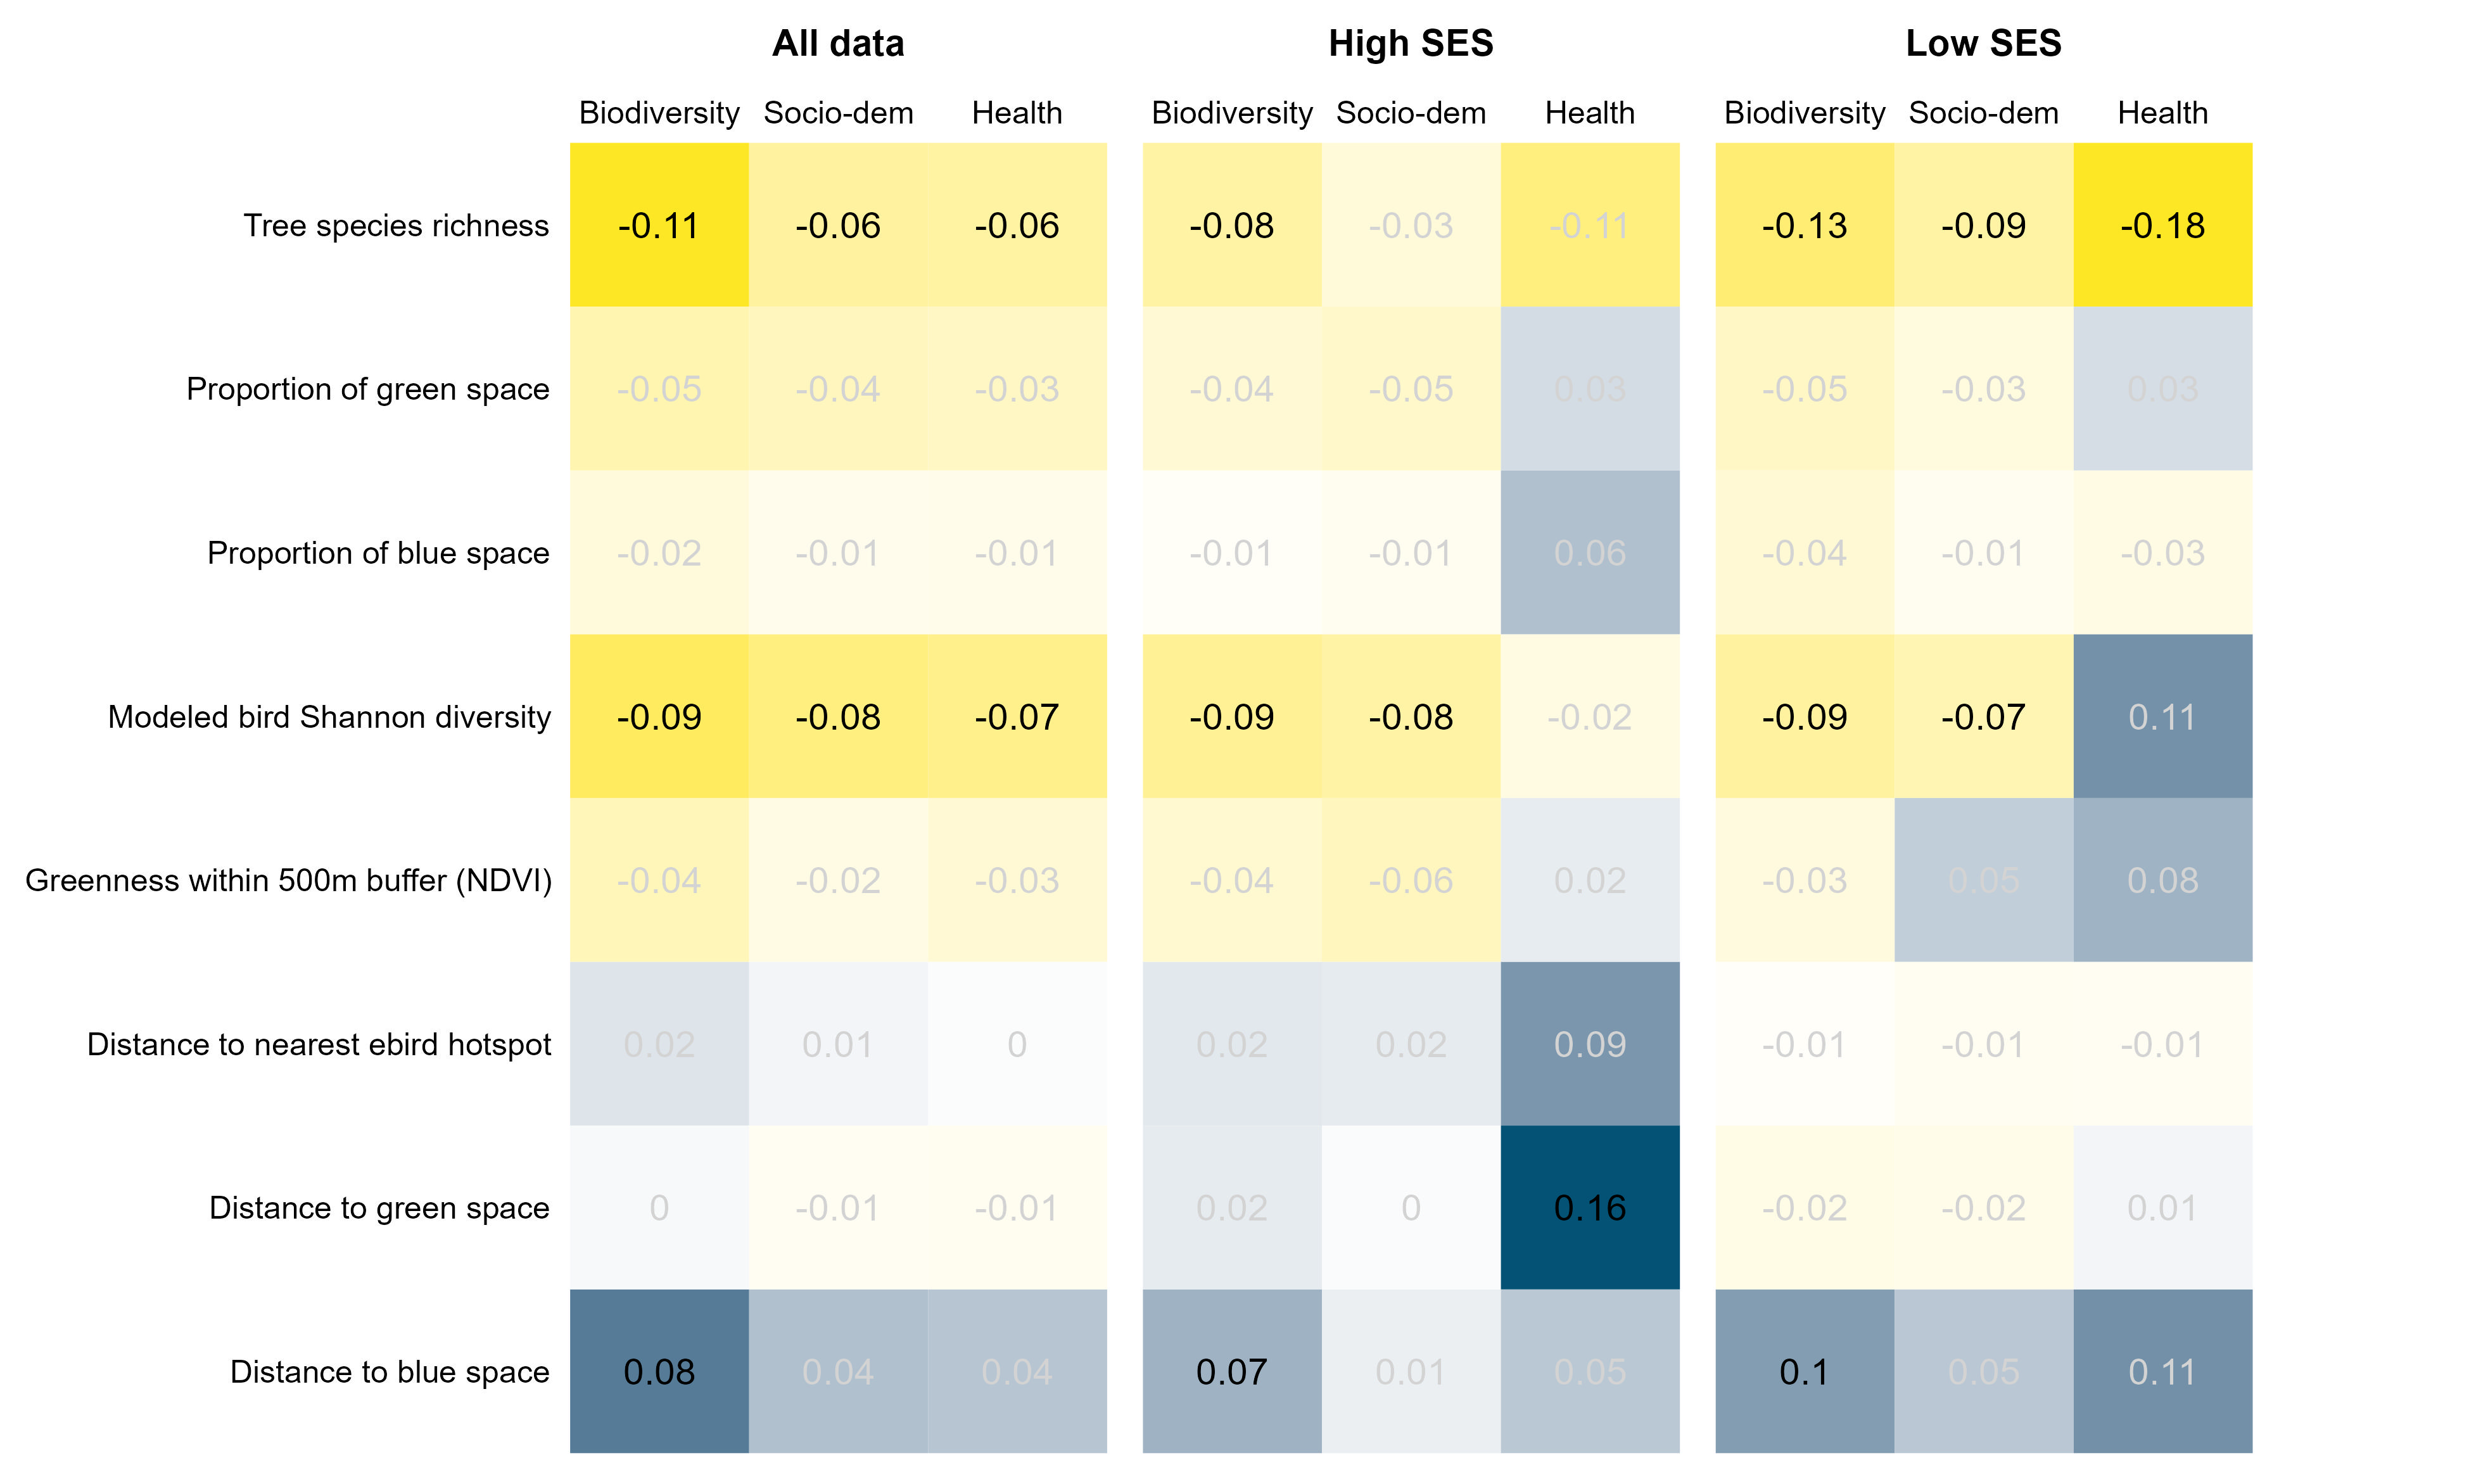 All data High SES Low SES
Biodiversity Socio-dem Health Biodiversity Socio-dem Health Biodiversity Socio-dem Health
Tree species richness -0.11 -0.06 -0.06 -0.08 -0.03 -0.11 -0.13 -0.09 -0.18
Proportion of green space -0.05 -0.04 -0.03 -0.04 -0.05 0.03 -0.05 -0.03 0.03
Proportion of blue space -0.02 -0.01 -0.01 -0.01 -0.01 0.06 -0.04 -0.01 -0.03
Modeled bird Shannon diversity -0.09 -0.08 -0.07 -0.09 -0.08 -0.02 -0.09 -0.07 0.11
Greenness within 500m buffer (NDVI) -0.04 -0.02 -0.03 -0.04 -0.06 0.02 -0.03 0.05 0.08
Distance to nearest ebird hotspot 0.02 0.01 0 0.02 0.02 0.09 -0.01 -0.01 -0.01
Distance to green space 0 -0.01 -0.01 0.02 0 0.16 -0.02 -0.02 0.01
Distance to blue space 0.08 0.04 0.04 0.07 0.01 0.05 0.1 0.05 0.11